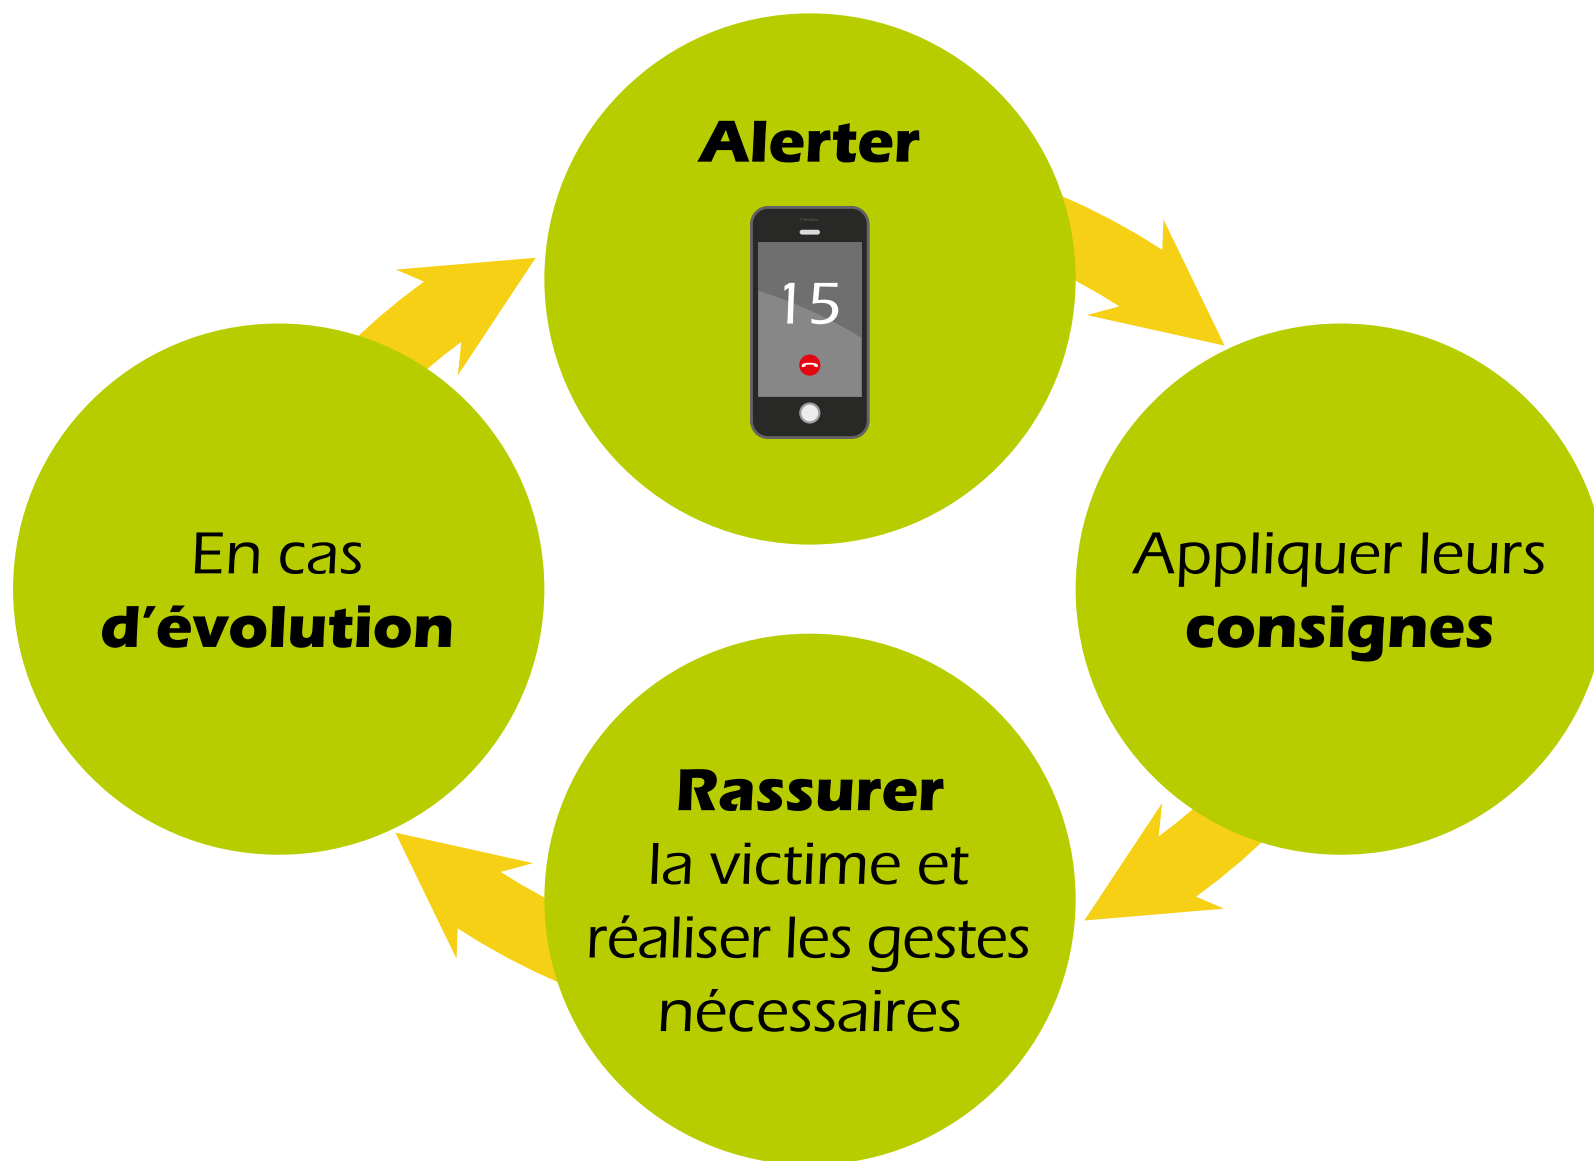 Alerter
15
Appliquer leurs
consignes
Rassurer
la victime et
réaliser les gestes
nécessaires
En cas
d’évolution